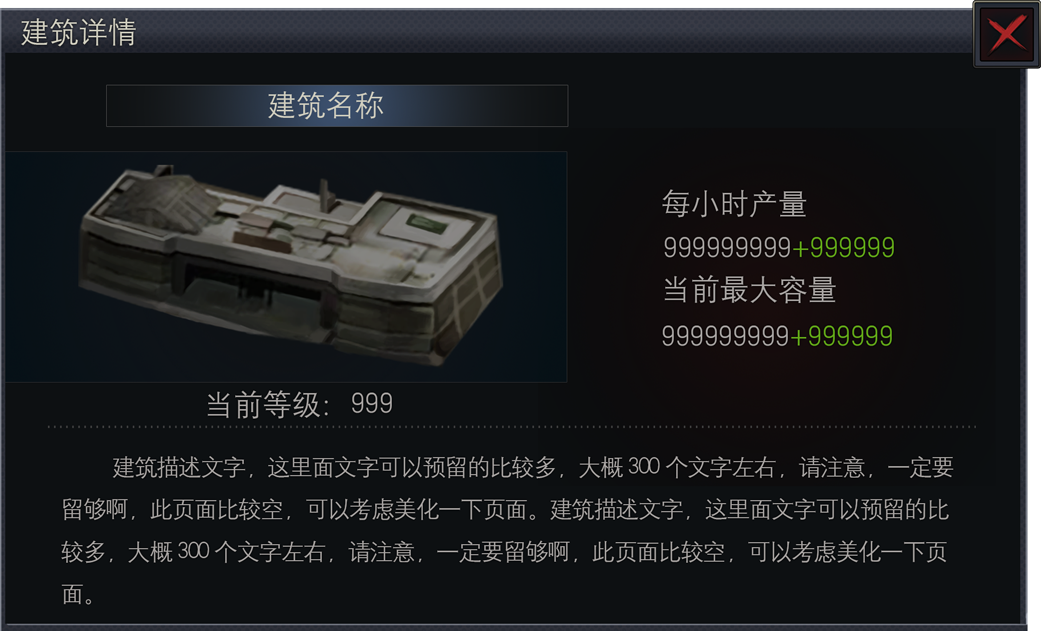 建筑详情
建筑名称
每小时产量
999999999+999999
当前最大容量
999999999+999999
当前等级：999
建筑描述文字，这里面文字可以预留的比较多，大概300个文字左右，请注意，一定要
留够啊，此页面比较空，可以考虑美化一下页面。建筑描述文字，这里面文字可以预留的比
较多，大概300个文字左右，请注意，一定要留够啊，此页面比较空，可以考虑美化一下页
面。